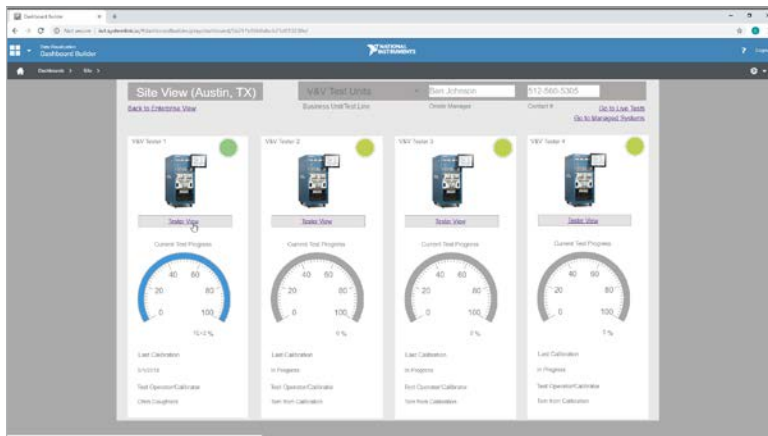 Dashboard Builder
Data Visualization
Dashboard Builder
NATIONAL INSTRUMENTS
?
Dashboards > Site >
Site View (Austin, TX)
V&V Test Units
Ben Johnson
512-560-5305
Back to Enterprise View
Business Unit/Test Line
Onsite Manager
Contact #
Go to Live Tests
Go to Managed Systems
V&V Tester 1
V&V Tester 2
V&V Tester 3
V&V Tester 4
Tester View
Tester View
Tester View
Tester View
Current Test Progress
Current Test Progress
Current Test Progress
Current Test Progress
0 20 40 60 80 100
0 20 40 60 80 100
0 20 40 60 80 100
0 20 40 60 80 100
Last Calibration
Last Calibration
Last Calibration
Last Calibration
In Progress
In Progress
In Progress
Test Operator/Calibrator
Test Operator/Calibrator
Test Operator/Calibrator
Test Operator/Calibrator
Tom from Calibration
Tom from Calibration
Tom from Calibration